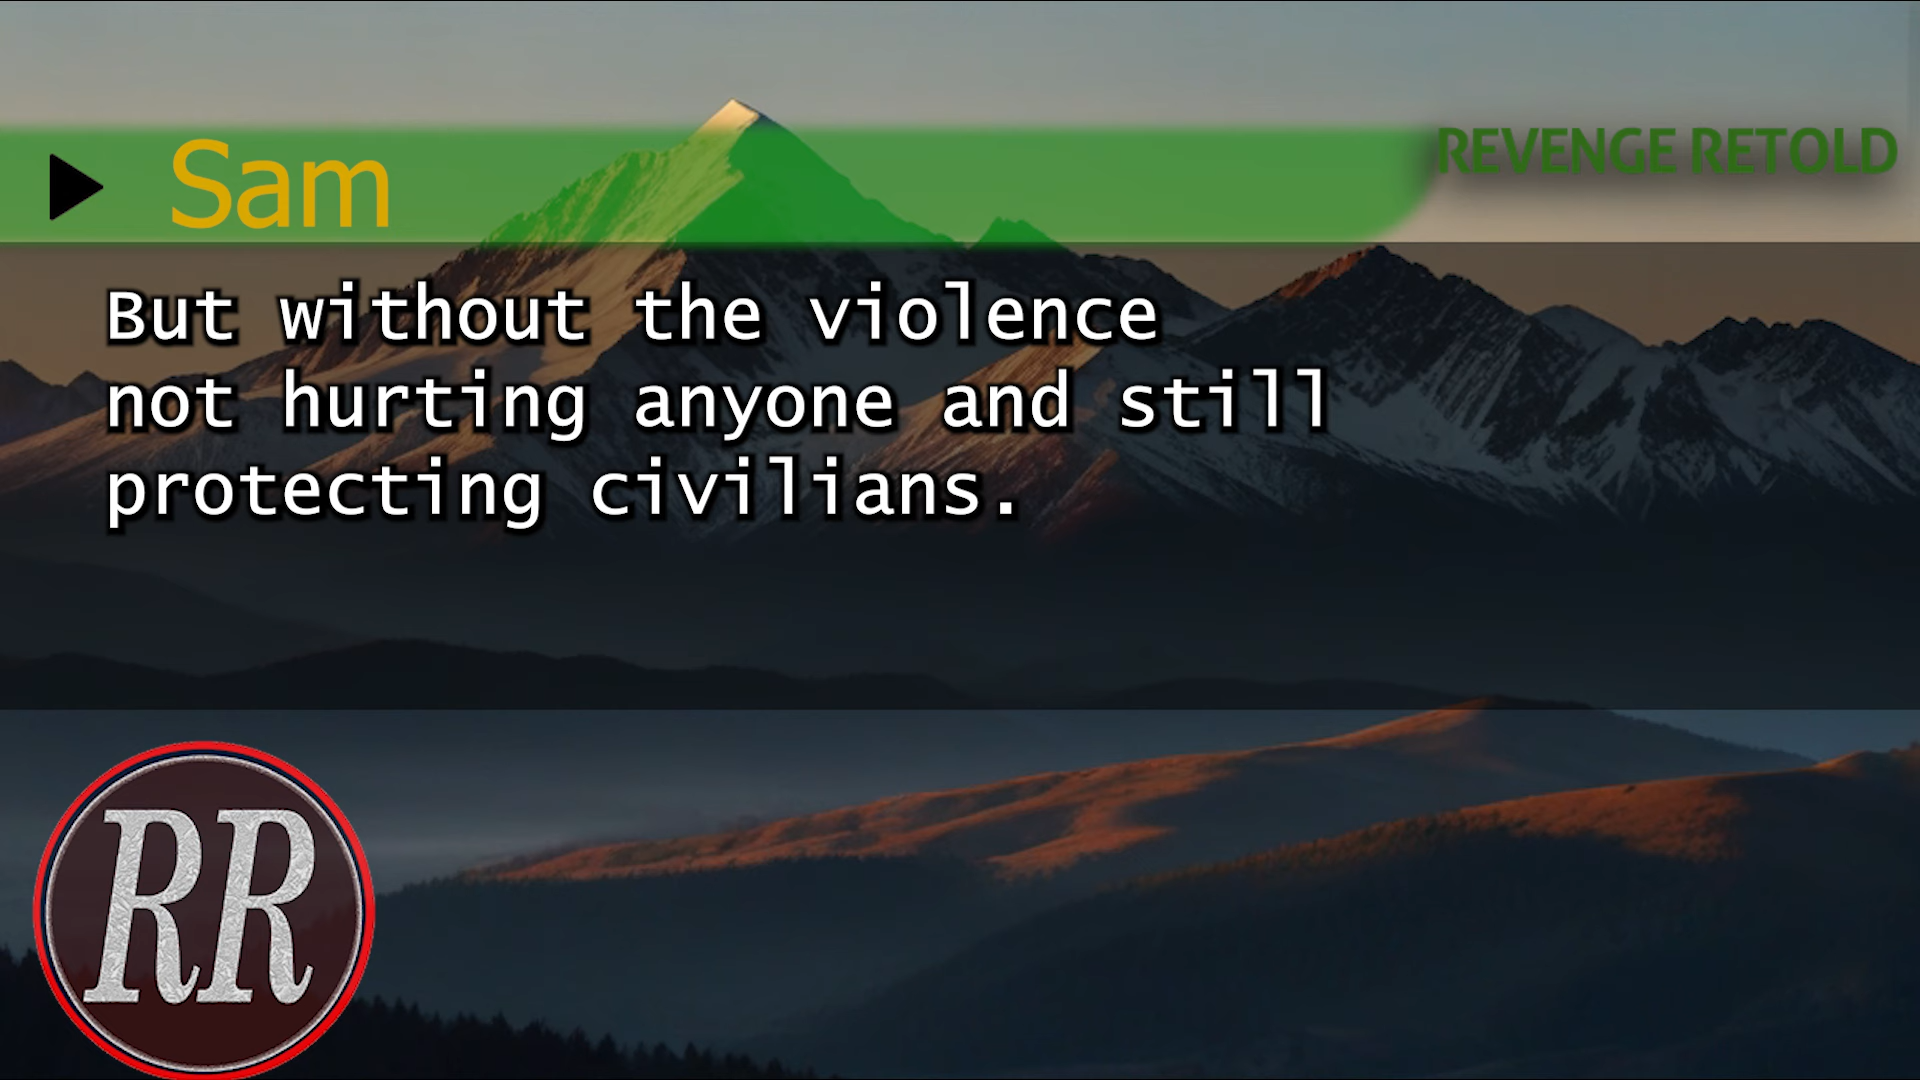 Sam
REVENGE RETOLD
But without the violence
not hurting anyone and still
protecting civilians.
RR